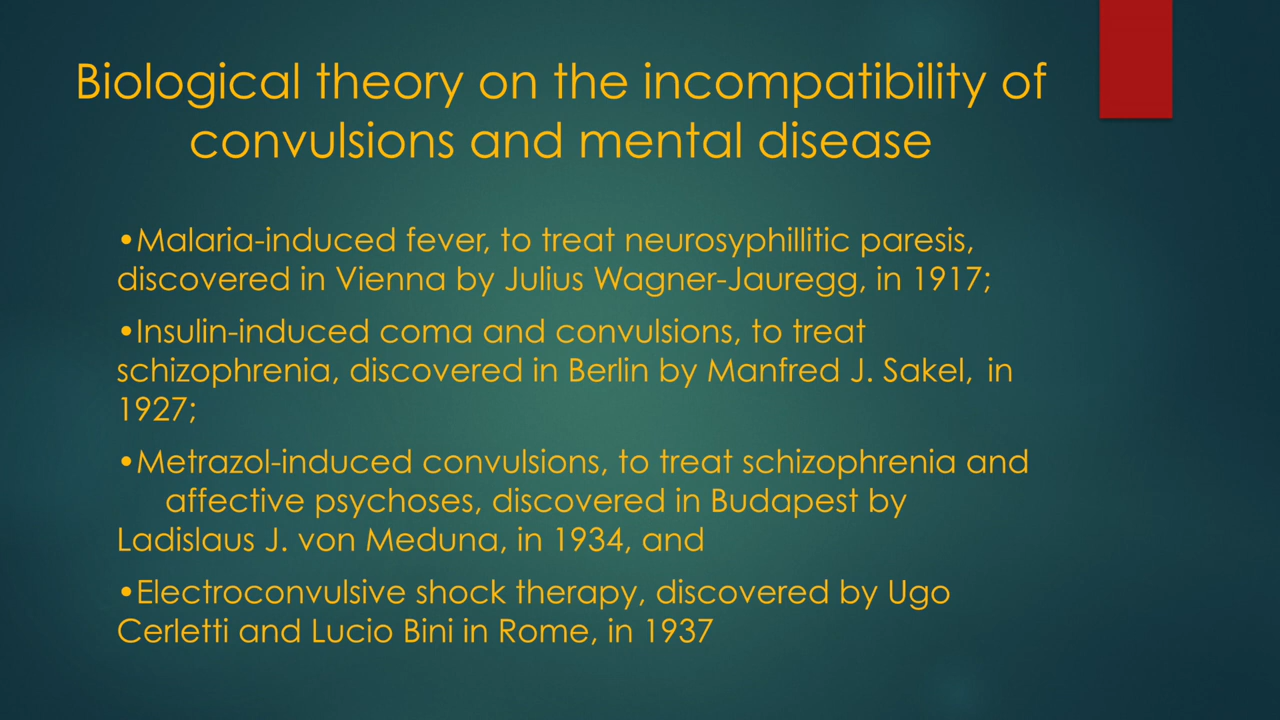 Biological theory on the incompatibility of
convulsions and mental disease
•Malaria-induced fever, to treat neurosyphillitic paresis,
discovered in Vienna by Julius Wagner-Jauregg, in 1917;
•Insulin-induced coma and convulsions, to treat
schizophrenia, discovered in Berlin by Manfred J. Sakel, in
1927;
•Metrazol-induced convulsions, to treat schizophrenia and
affective psychoses, discovered in Budapest by
Ladislaus J. von Meduna, in 1934, and
•Electroconvulsive shock therapy, discovered by Ugo
Cerletti and Lucio Bini in Rome, in 1937